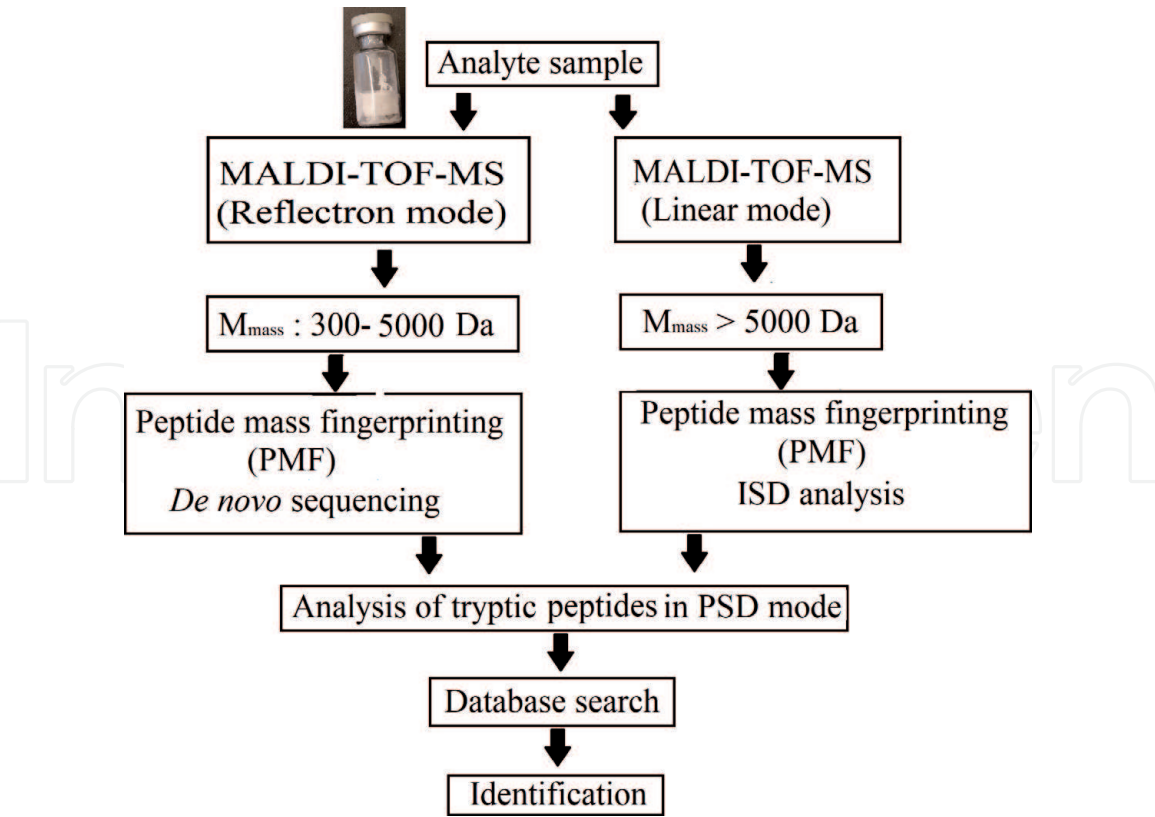 Analyte sample
MALDI-TOF-MS
(Reflectron mode)
MALDI-TOF-MS
(Linear mode)
Mmass : 300- 5000 Da
Mmass > 5000 Da
Peptide mass fingerprinting
(PMF)
De novo sequencing
Peptide mass fingerprinting
(PMF)
ISD analysis
Analysis of tryptic peptides in PSD mode
Database search
Identification